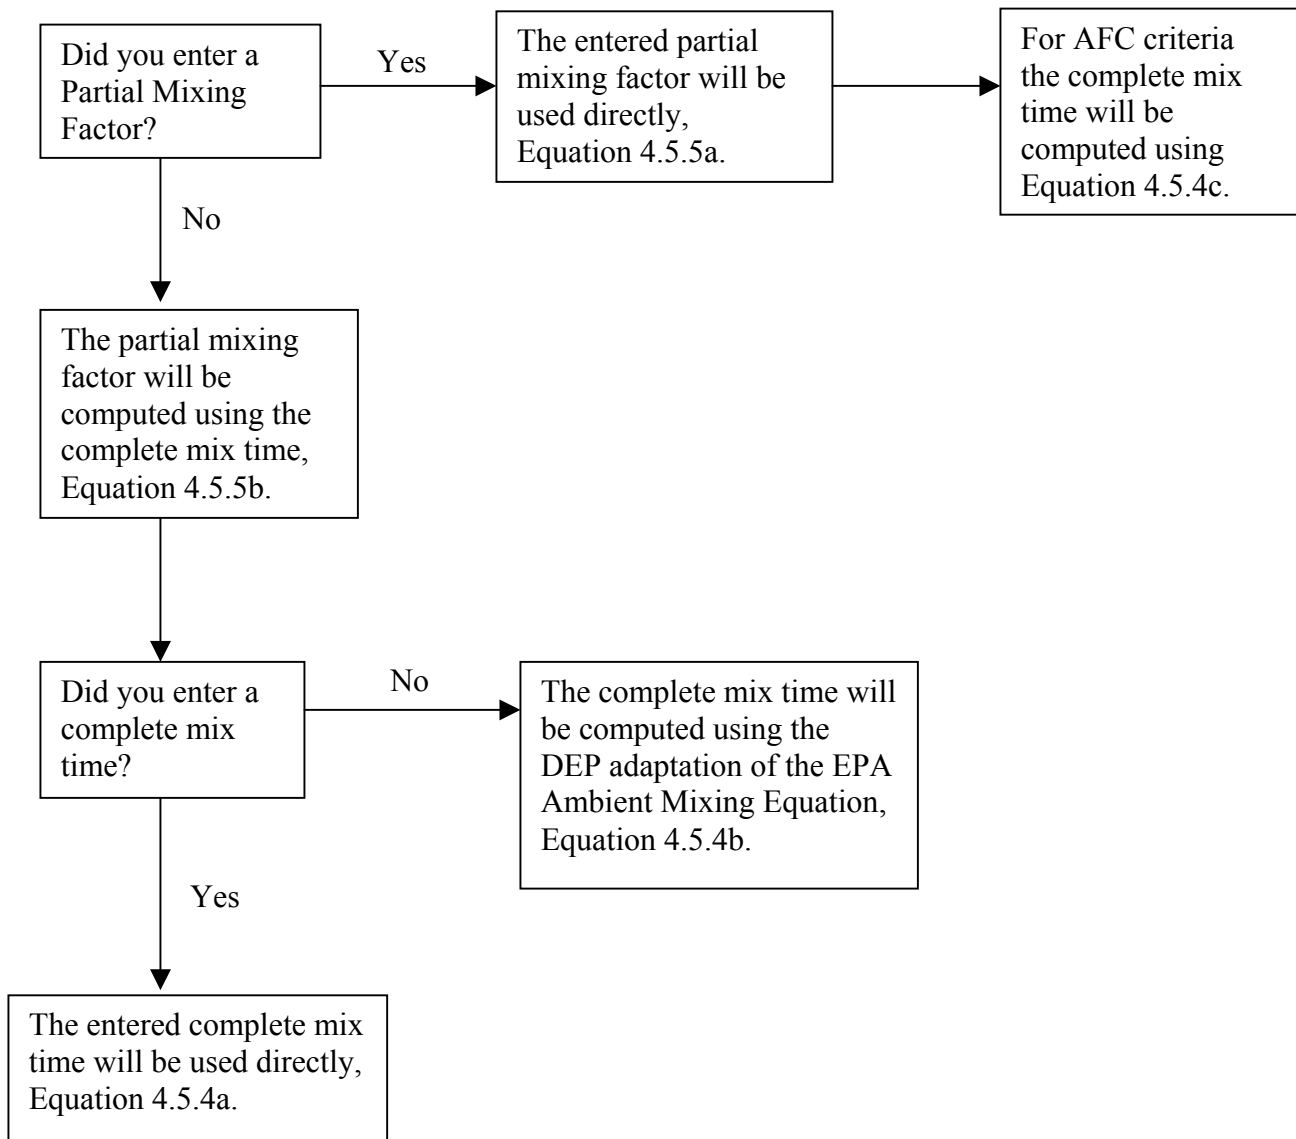 Did you enter a
Partial Mixing
Factor?
Yes
The entered partial
mixing factor will be
used directly,
Equation 4.5.5a.
For AFC criteria
the complete mix
time will be
computed using
Equation 4.5.4c.
No
The partial mixing
factor will be
computed using the
complete mix time,
Equation 4.5.5b.
Did you enter a
complete mix
time?
No
The complete mix time will
be computed using the
DEP adaptation of the EPA
Ambient Mixing Equation,
Equation 4.5.4b.
Yes
The entered complete mix
time will be used directly,
Equation 4.5.4a.